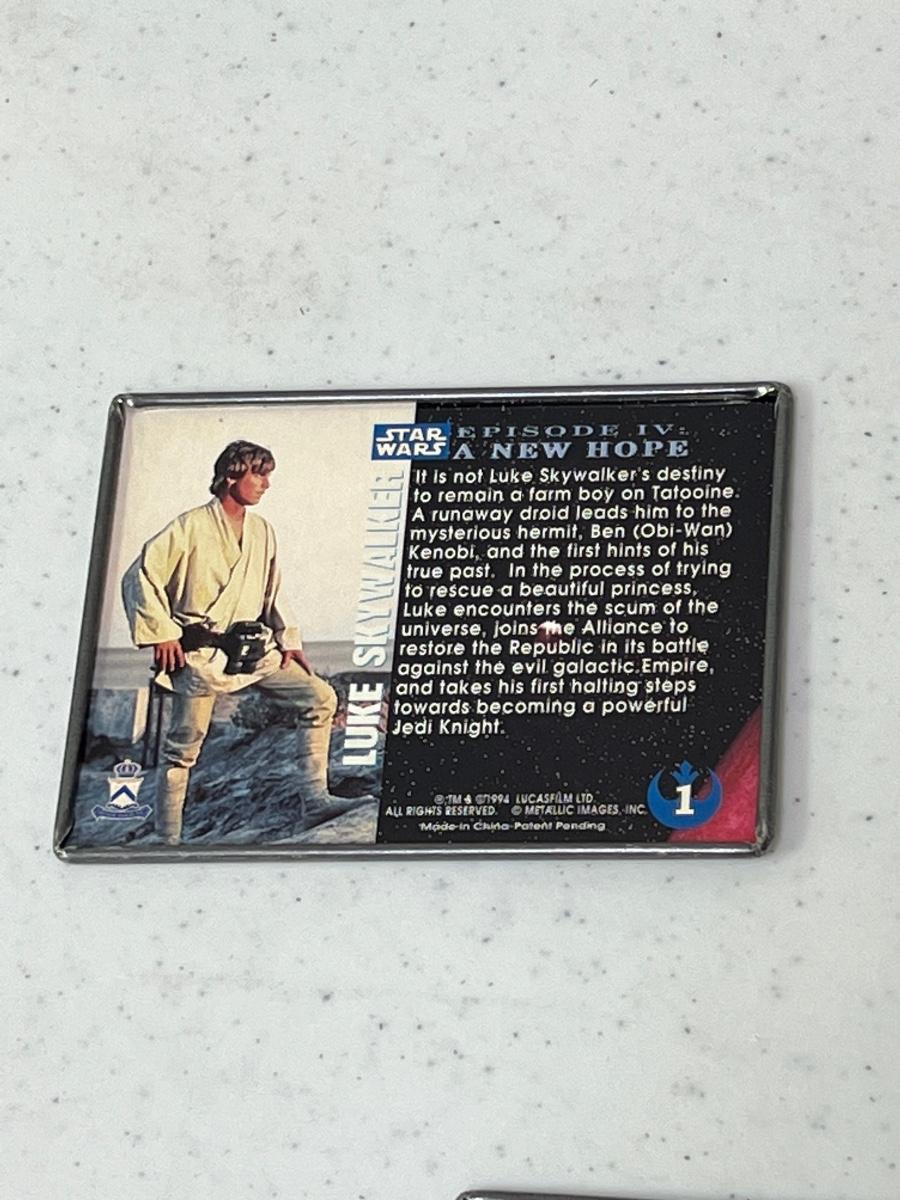 STAR
WARS
EPISODE IV:
A NEW HOPE
LUKE SKYWALKER
It is not Luke Skywalker's destiny
to remain a farm boy on Tatooine.
A runaway droid leads him to the
mysterious hermit, Ben (Obi-Wan)
Kenobi, and the first hints of his
true past. In the process of trying
to rescue a beautiful princess,
Luke encounters the scum of the
universe, joins the Alliance to
restore the Republic in its battle
against the evil galactic Empire,
and takes his first halting steps
towards becoming a powerful
Jedi Knight.
®,TM & ©1994 LUCASFILM LTD.
ALL RIGHTS RESERVED. © METALLIC IMAGES, INC.
Made in China Patent Pending
1